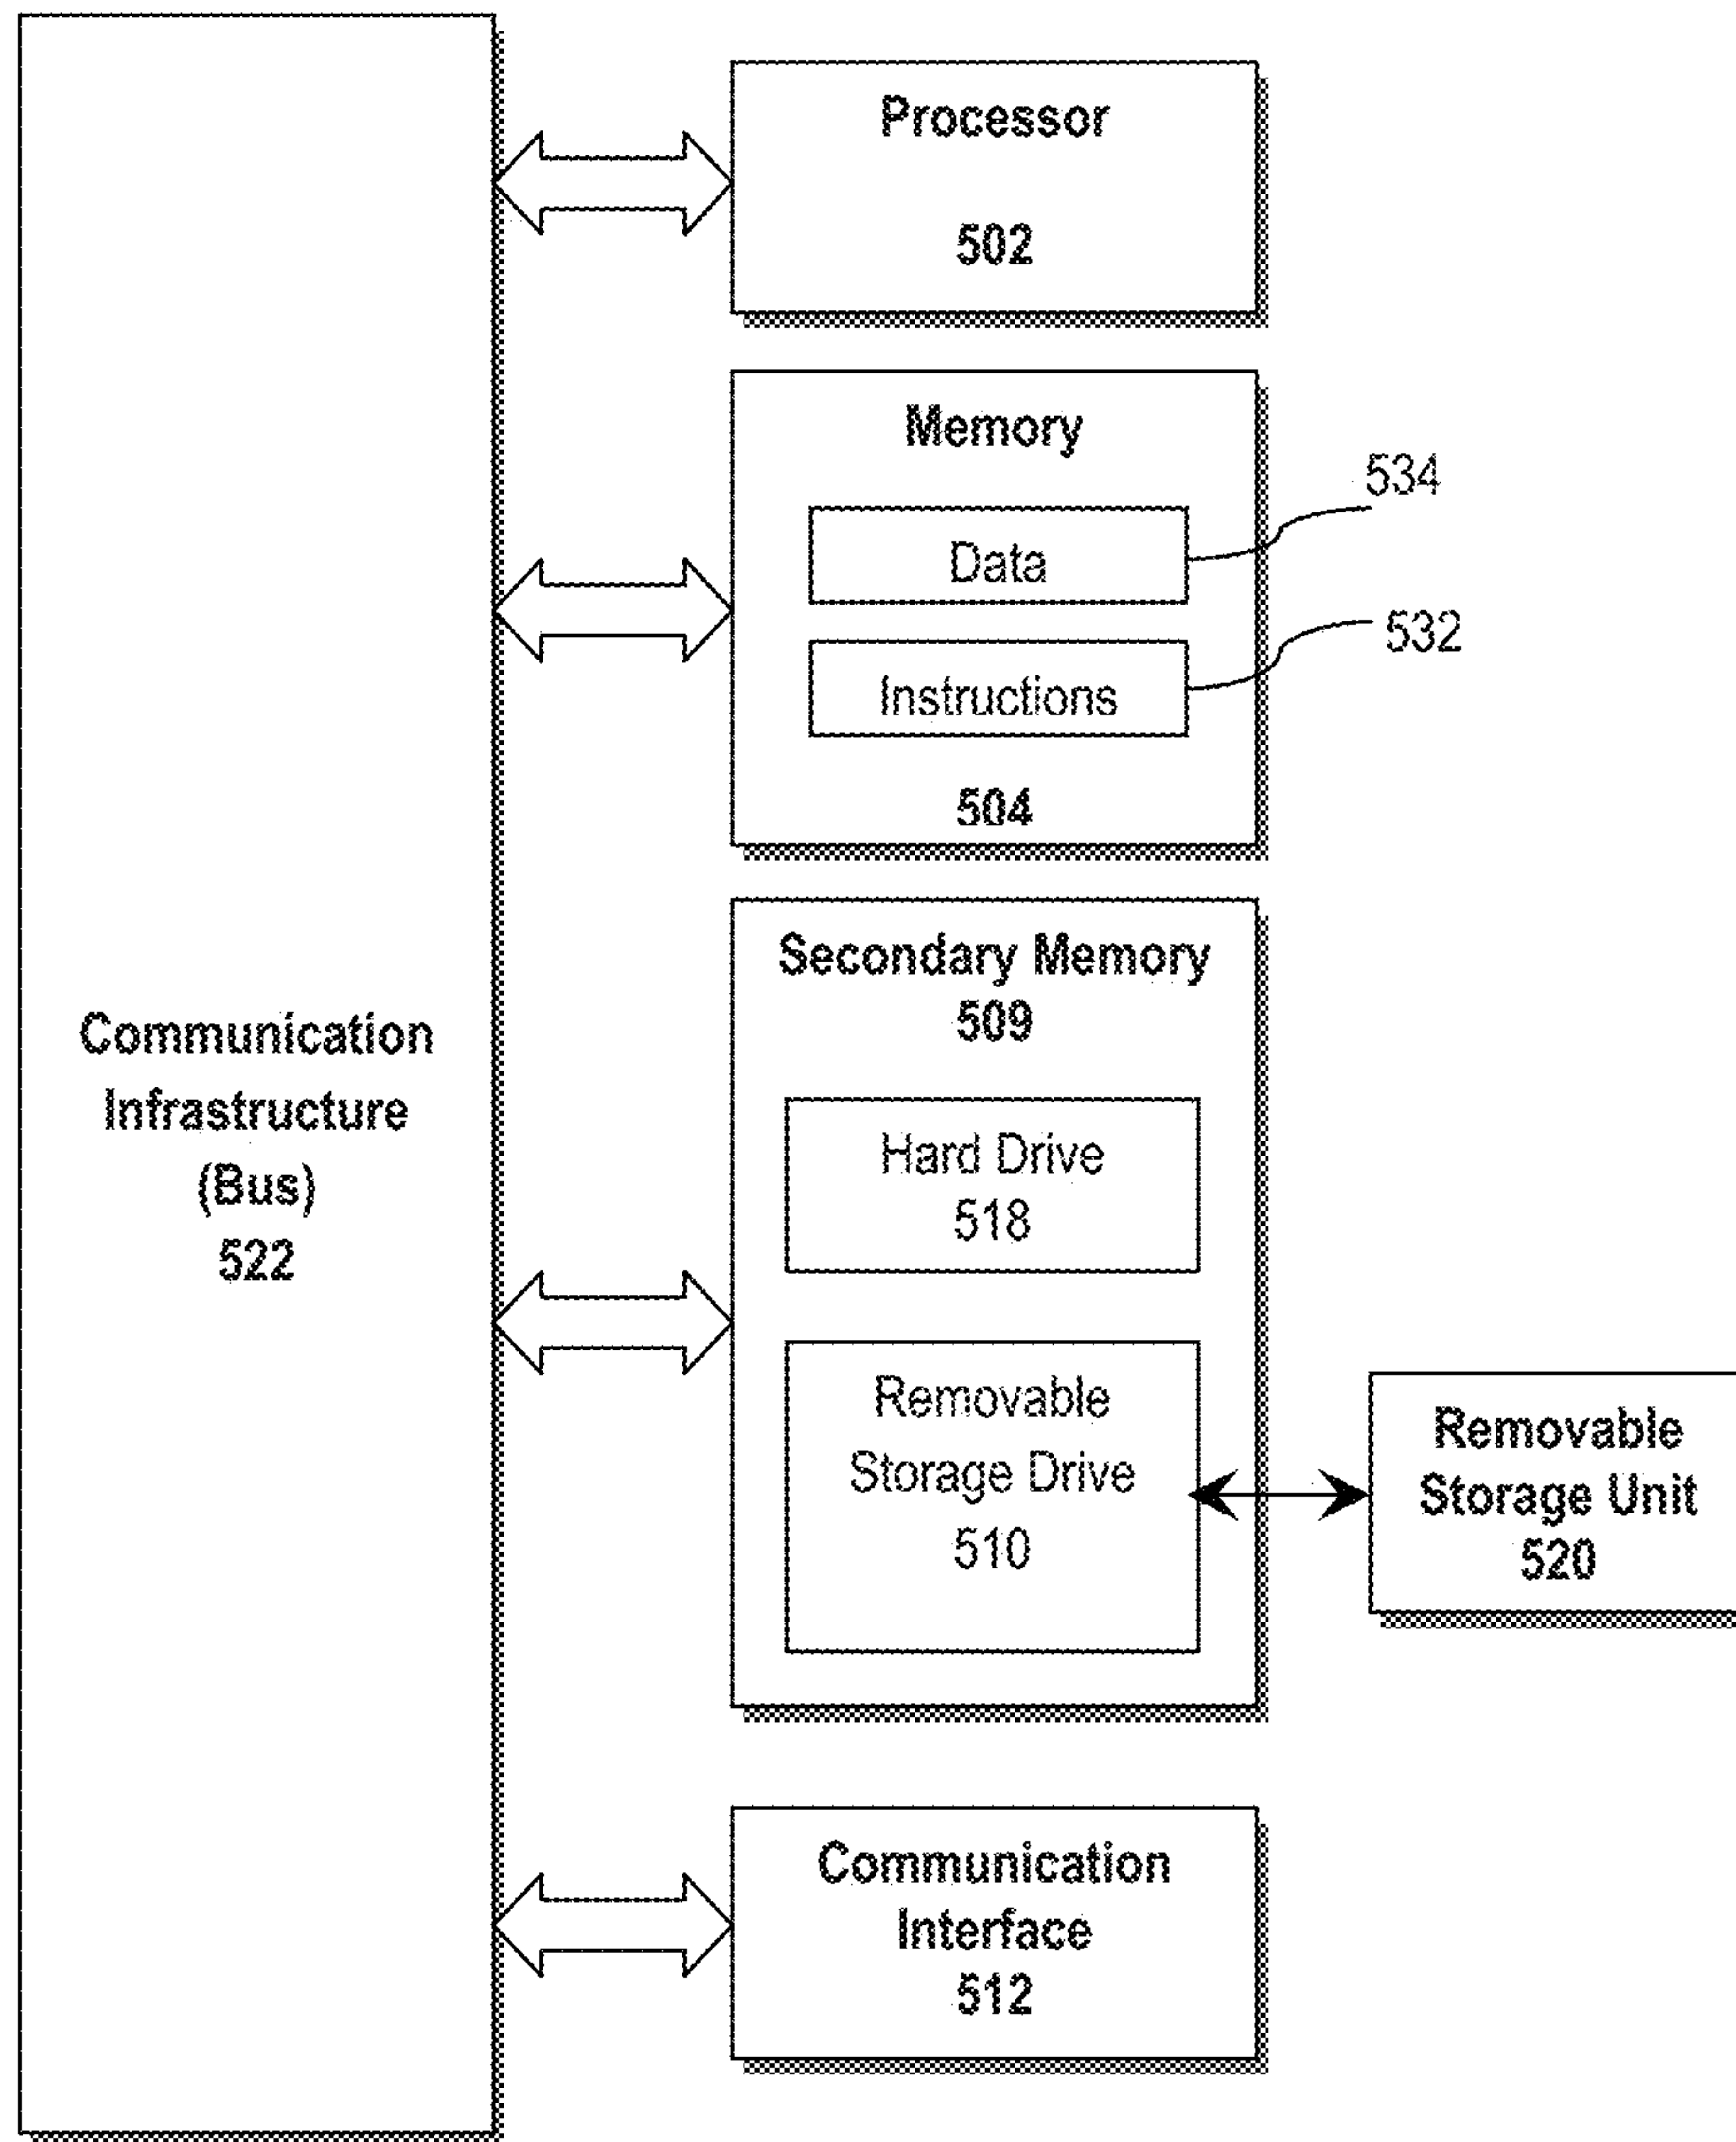 Processor
502
Memory
534
Data
532
Instructions
504
Secondary Memory
509
Communication
Infrastructure
(Bus)
522
Hard Drive
518
Removable
Storage Drive
510
Removable
Storage Unit
520
Communication
Interface
512